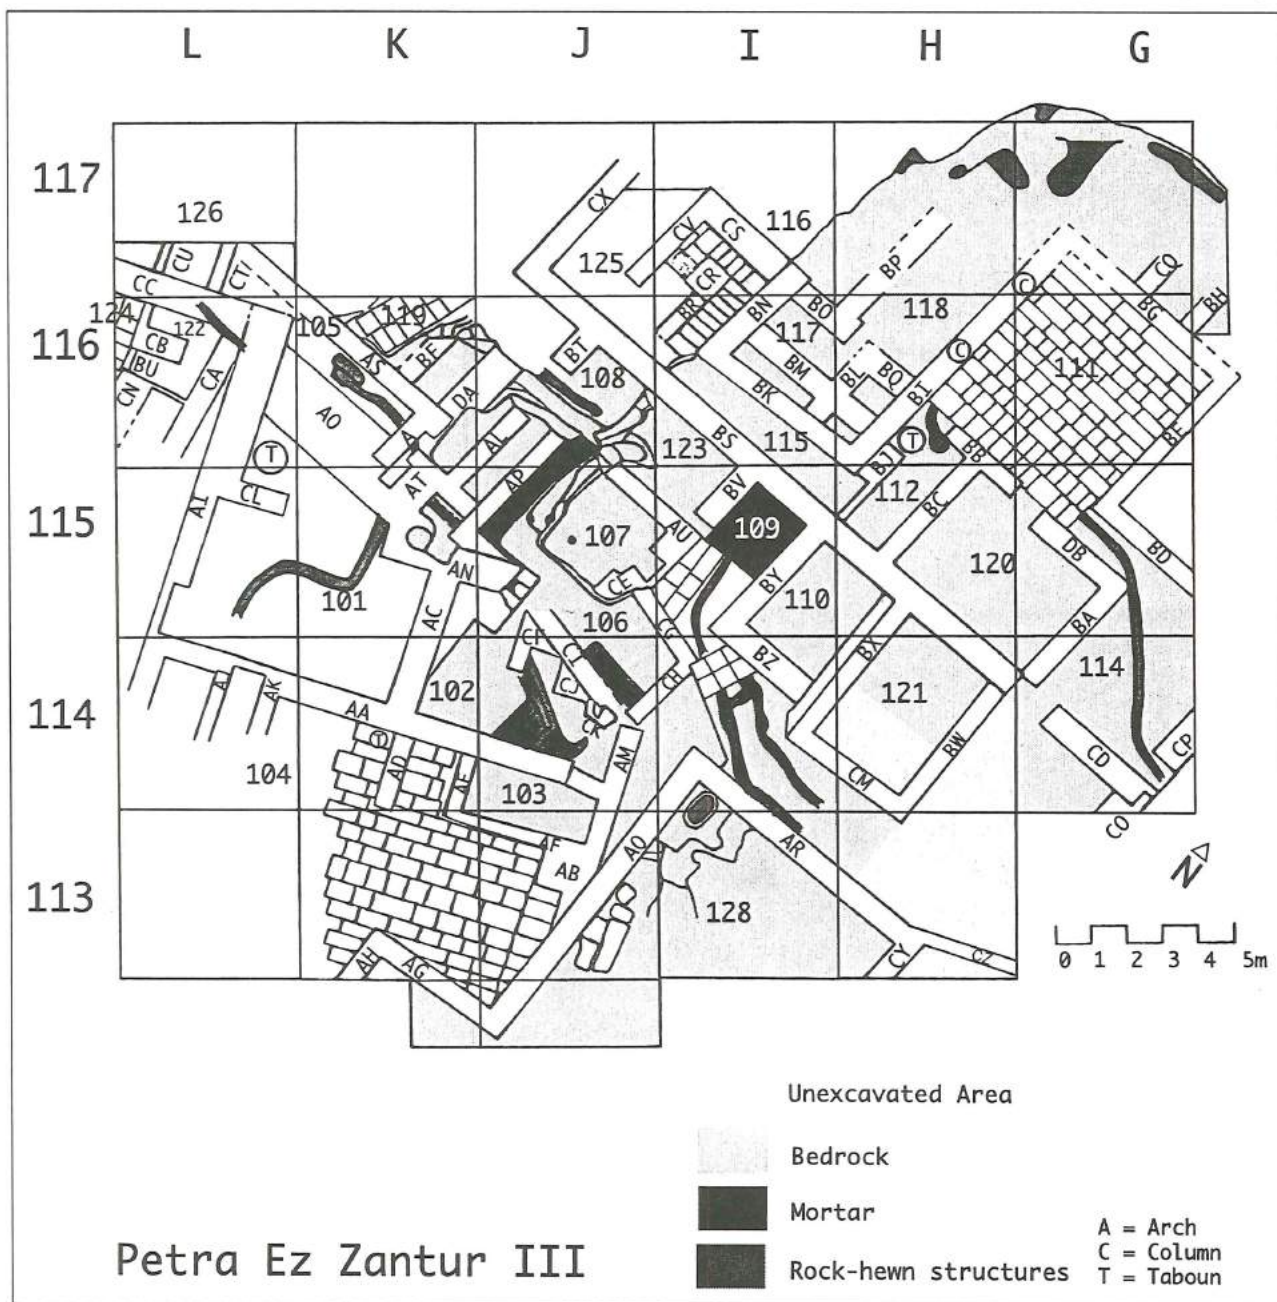 L K J I H G
117
126
CX
125
CV
CS
116
BP
118
CQ
BH
BG
C
CU
CT
CC
CR
BR
BN
BO
124
122
105
119
116
CB
BU
CN
CA
AS
BE
DA
BT
108
117
BM
BK
BL
BQ
BI
C
111
AO
A
AL
BS
123
115
BJ
T
BB
BF
T
AI
CL
AT
AP
BV
109
112
BC
115
107
AU
120
DB
BD
AN
CE
BY
110
101
AC
106
CG
BX
BA
CF
CI
BZ
114
AJ
AK
102
CJ
CH
121
114
AA
CK
T
AD
AM
BW
CD
CP
104
AE
103
CM
CO
AF
AQ
AR
AB
N
113
128
AH
AG
CY
CZ
0 1 2 3 4 5m
Unexcavated Area
Bedrock
Mortar
Rock-hewn structures
A = Arch
C = Column
T = Taboun
Petra Ez Zantur III